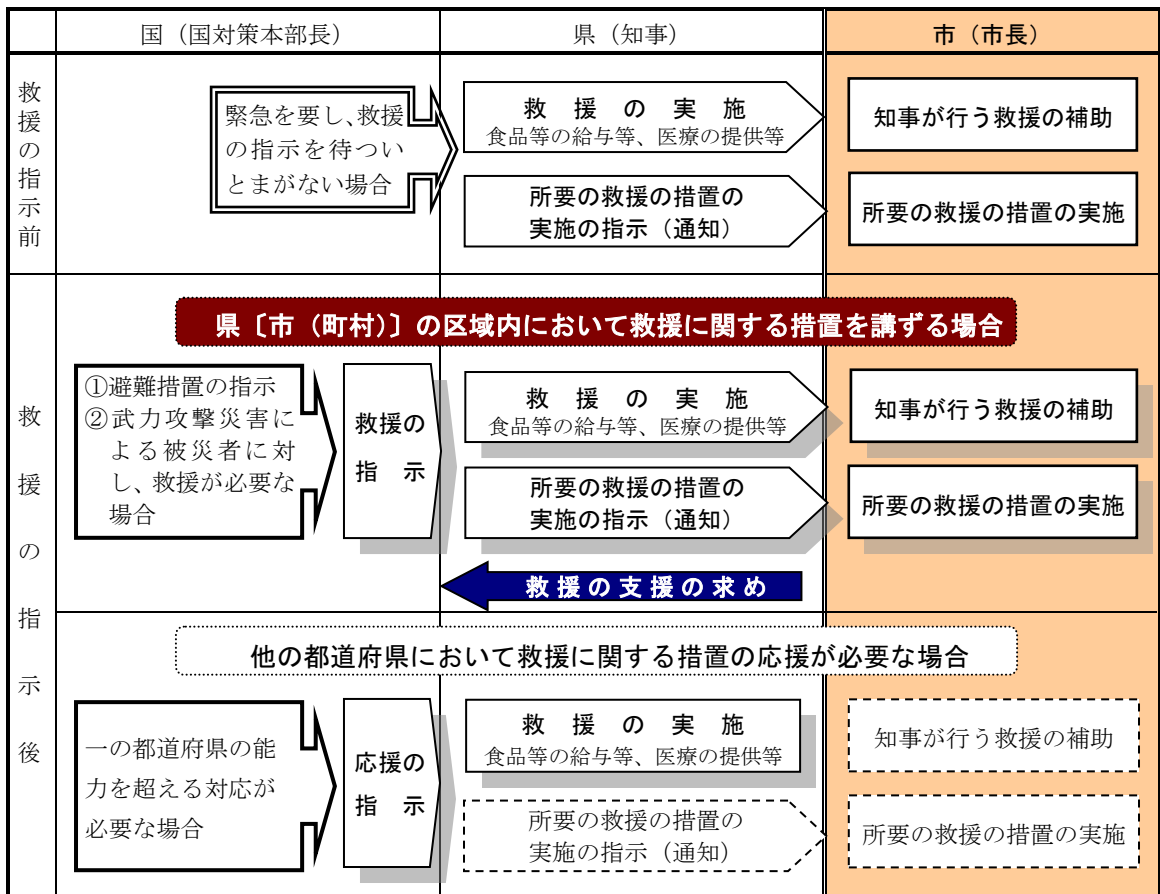 国（国対策本部長）
県（知事）
市（市長）
救援の指示前
緊急を要し、救援
の指示を待つい
とまがない場合
救援の実施
食品等の給与等、医療の提供等
所要の救援の措置の
実施の指示（通知）
知事が行う救援の補助
所要の救援の措置の実施
救援の指示後
県〔市（町村）〕の区域内において救援に関する措置を講ずる場合
①避難措置の指示
②武力攻撃災害に
よる被災者に対
し、救援が必要な
場合
救援の
指示
救援の実施
食品等の給与等、医療の提供等
所要の救援の措置の
実施の指示（通知）
知事が行う救援の補助
所要の救援の措置の実施
救援の支援の求め
他の都道府県において救援に関する措置の応援が必要な場合
一の都道府県の能
力を超える対応が
必要な場合
応援の
指示
救援の実施
食品等の給与等、医療の提供等
所要の救援の措置の
実施の指示（通知）
知事が行う救援の補助
所要の救援の措置の実施